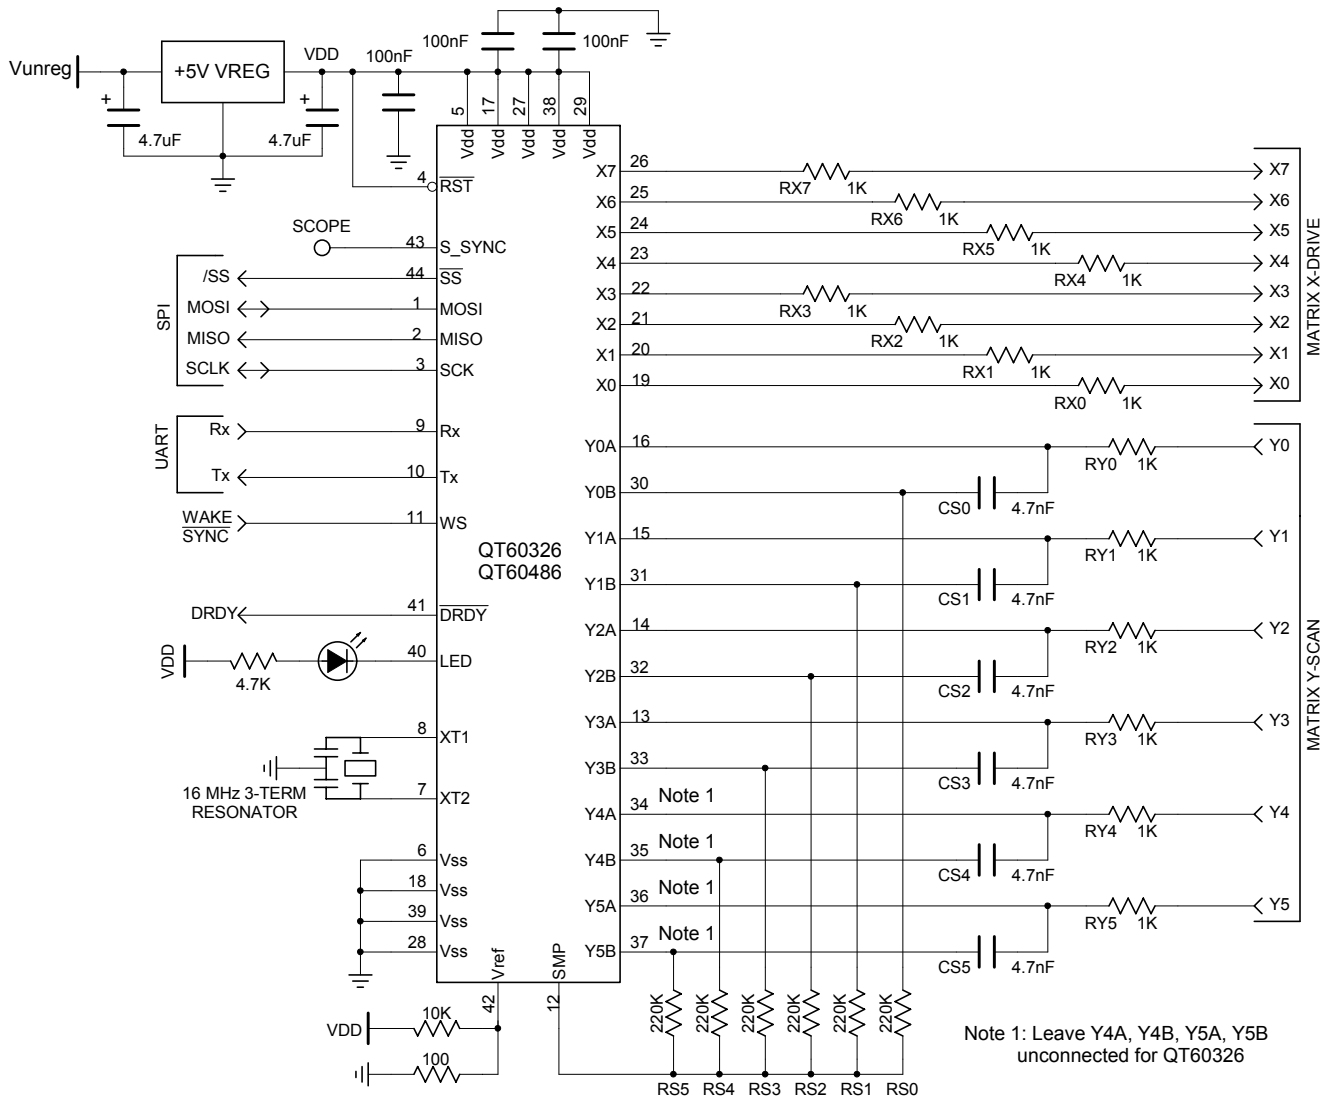 Vunreg
+5V VREG
VDD
100nF
100nF
100nF
+
4.7uF
+
4.7uF
5
17
27
38
29
Vdd
Vdd
Vdd
Vdd
Vdd
4
RST
SCOPE
43
S_SYNC
SPI
/SS
44
SS
MOSI
1
MOSI
MISO
2
MISO
SCLK
3
SCK
UART
Rx
9
Rx
Tx
10
Tx
WAKE
SYNC
11
WS
QT60326
QT60486
DRDY
41
DRDY
VDD
4.7K
40
LED
8
XT1
16 MHz 3-TERM
RESONATOR
7
XT2
6
Vss
18
Vss
39
Vss
28
Vss
Vref
42
SMP
12
VDD
10K
100
X7
26
RX7
1K
X7
X6
25
RX6
1K
X6
X5
24
RX5
1K
X5
X4
23
RX4
1K
X4
X3
22
RX3
1K
X3
X2
21
RX2
1K
X2
X1
20
RX1
1K
X1
X0
19
RX0
1K
X0
MATRIX X-DRIVE
Y0A
16
RY0
1K
Y0
Y0B
30
CS0
4.7nF
Y1A
15
RY1
1K
Y1
Y1B
31
CS1
4.7nF
Y2A
14
RY2
1K
Y2
Y2B
32
CS2
4.7nF
Y3A
13
RY3
1K
Y3
Y3B
33
CS3
4.7nF
Y4A
34
Note 1
RY4
1K
Y4
Y4B
35
Note 1
CS4
4.7nF
Y5A
36
Note 1
RY5
1K
Y5
Y5B
37
Note 1
CS5
4.7nF
MATRIX Y-SCAN
220K
220K
220K
220K
220K
220K
RS5
RS4
RS3
RS2
RS1
RS0
Note 1: Leave Y4A, Y4B, Y5A, Y5B
unconnected for QT60326